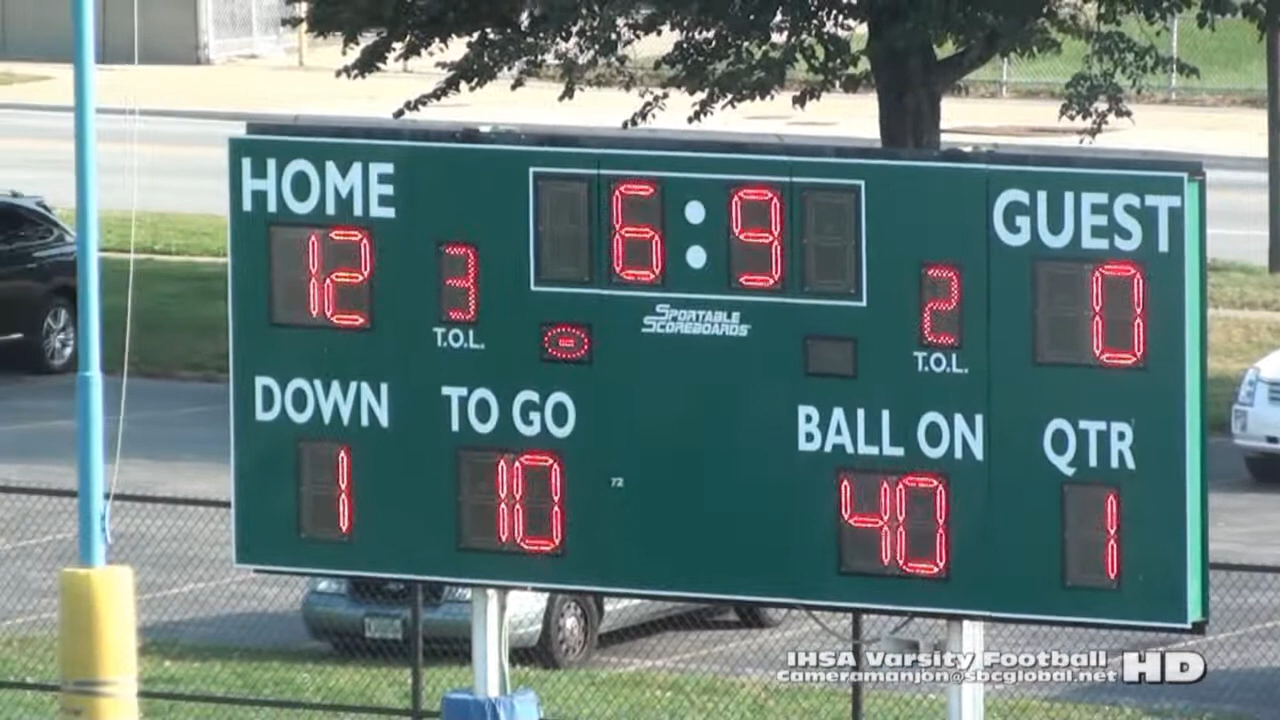 HOME 6:9 GUEST
12 3 2 0
T.O.L. SPORTABLE SCOREBOARDS T.O.L.
DOWN TO GO BALL ON QTR
1 10 72 40 1
IHSA Varsity Football HD
cameramanjon@sbcglobal.net